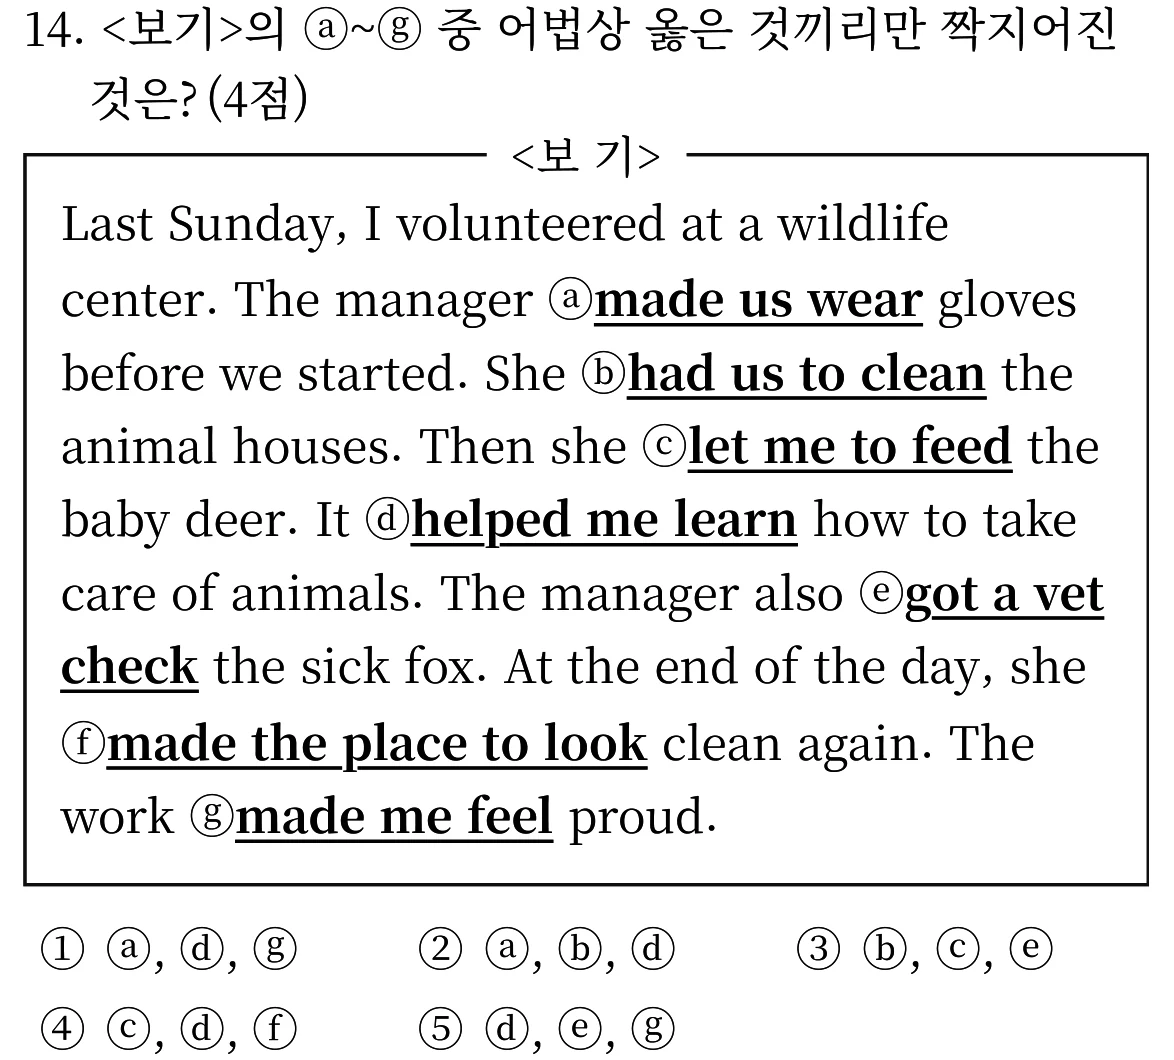 14. <보기>의 ⓐ~ⓖ 중 어법상 옳은 것끼리만 짝지어진
것은? (4점)
<보 기>
Last Sunday, I volunteered at a wildlife
center. The manager ⓐmade us wear gloves
before we started. She ⓑhad us to clean the
animal houses. Then she ⓒlet me to feed the
baby deer. It ⓓhelped me learn how to take
care of animals. The manager also ⓔgot a vet
check the sick fox. At the end of the day, she
ⓕmade the place to look clean again. The
work ⓖmade me feel proud.
① ⓐ, ⓓ, ⓖ ② ⓐ, ⓑ, ⓓ ③ ⓑ, ⓒ, ⓔ
④ ⓒ, ⓓ, ⓕ ⑤ ⓓ, ⓔ, ⓖ